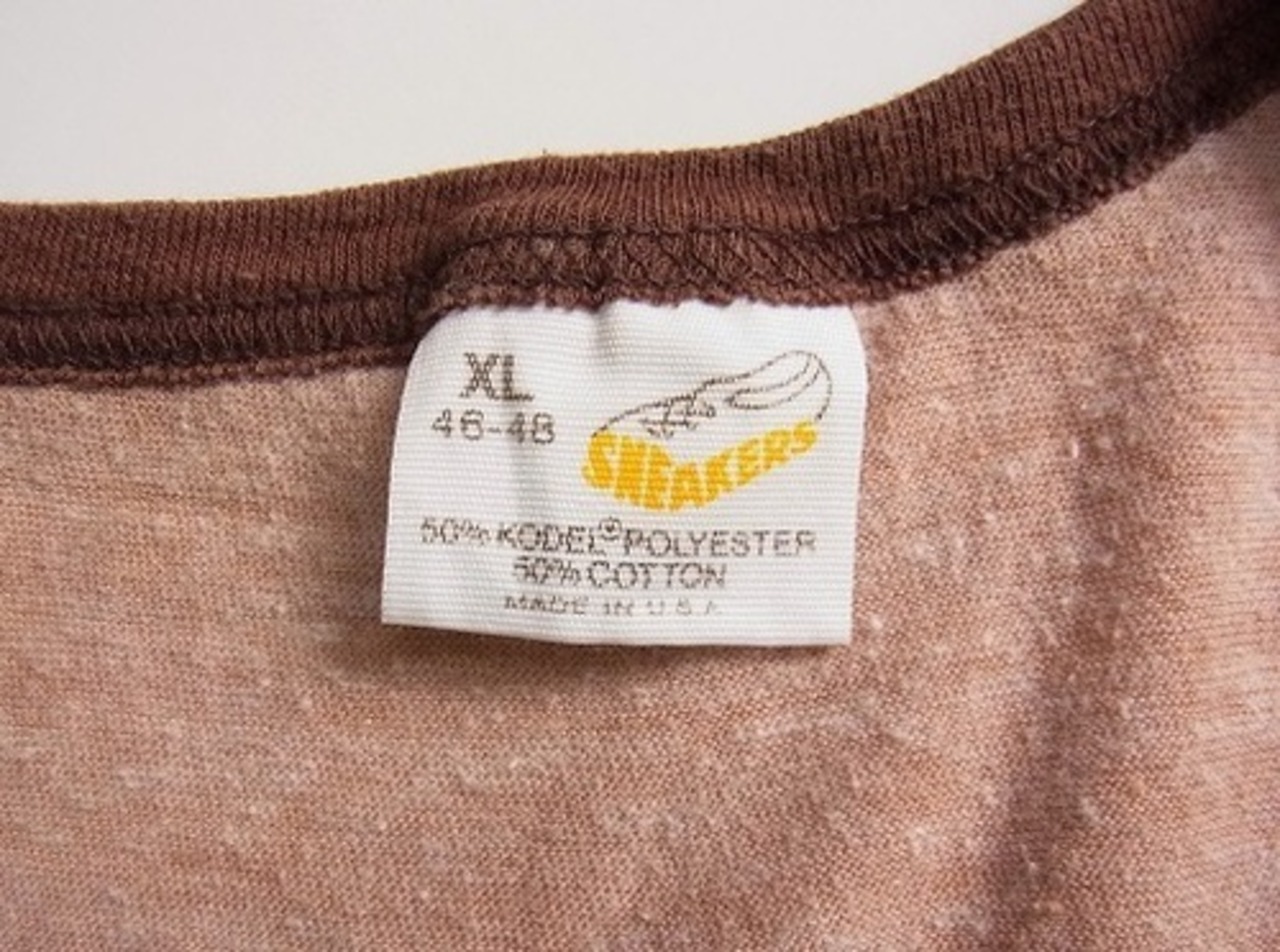 XL
46-48
SNEAKERS
50% KODEL® POLYESTER
50% COTTON
MADE IN U S A